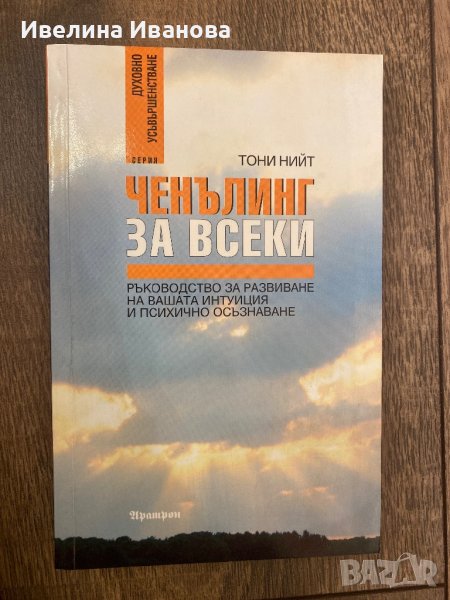 Ивелина Иванова
ДУХОВНО
УСЪВЪРШЕНСТВАНЕ
СЕРИЯ
ТОНИ НИЙТ
ЧЕНЪЛИНГ
ЗА ВСЕКИ
РЪКОВОДСТВО ЗА РАЗВИВАНЕ
НА ВАШАТА ИНТУИЦИЯ
И ПСИХИЧНО ОСЪЗНАВАНЕ
Аратрон
BAZAR